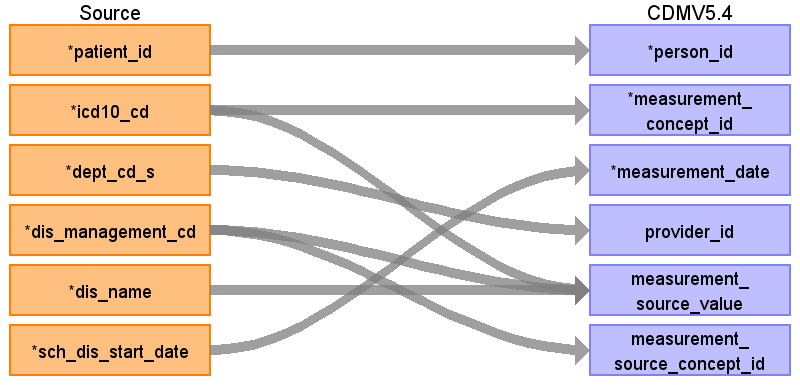 Source
CDMV5.4
*patient_id
*person_id
*icd10_cd
*measurement_
concept_id
*dept_cd_s
*measurement_date
*dis_management_cd
provider_id
*dis_name
measurement_
source_value
*sch_dis_start_date
measurement_
source_concept_id